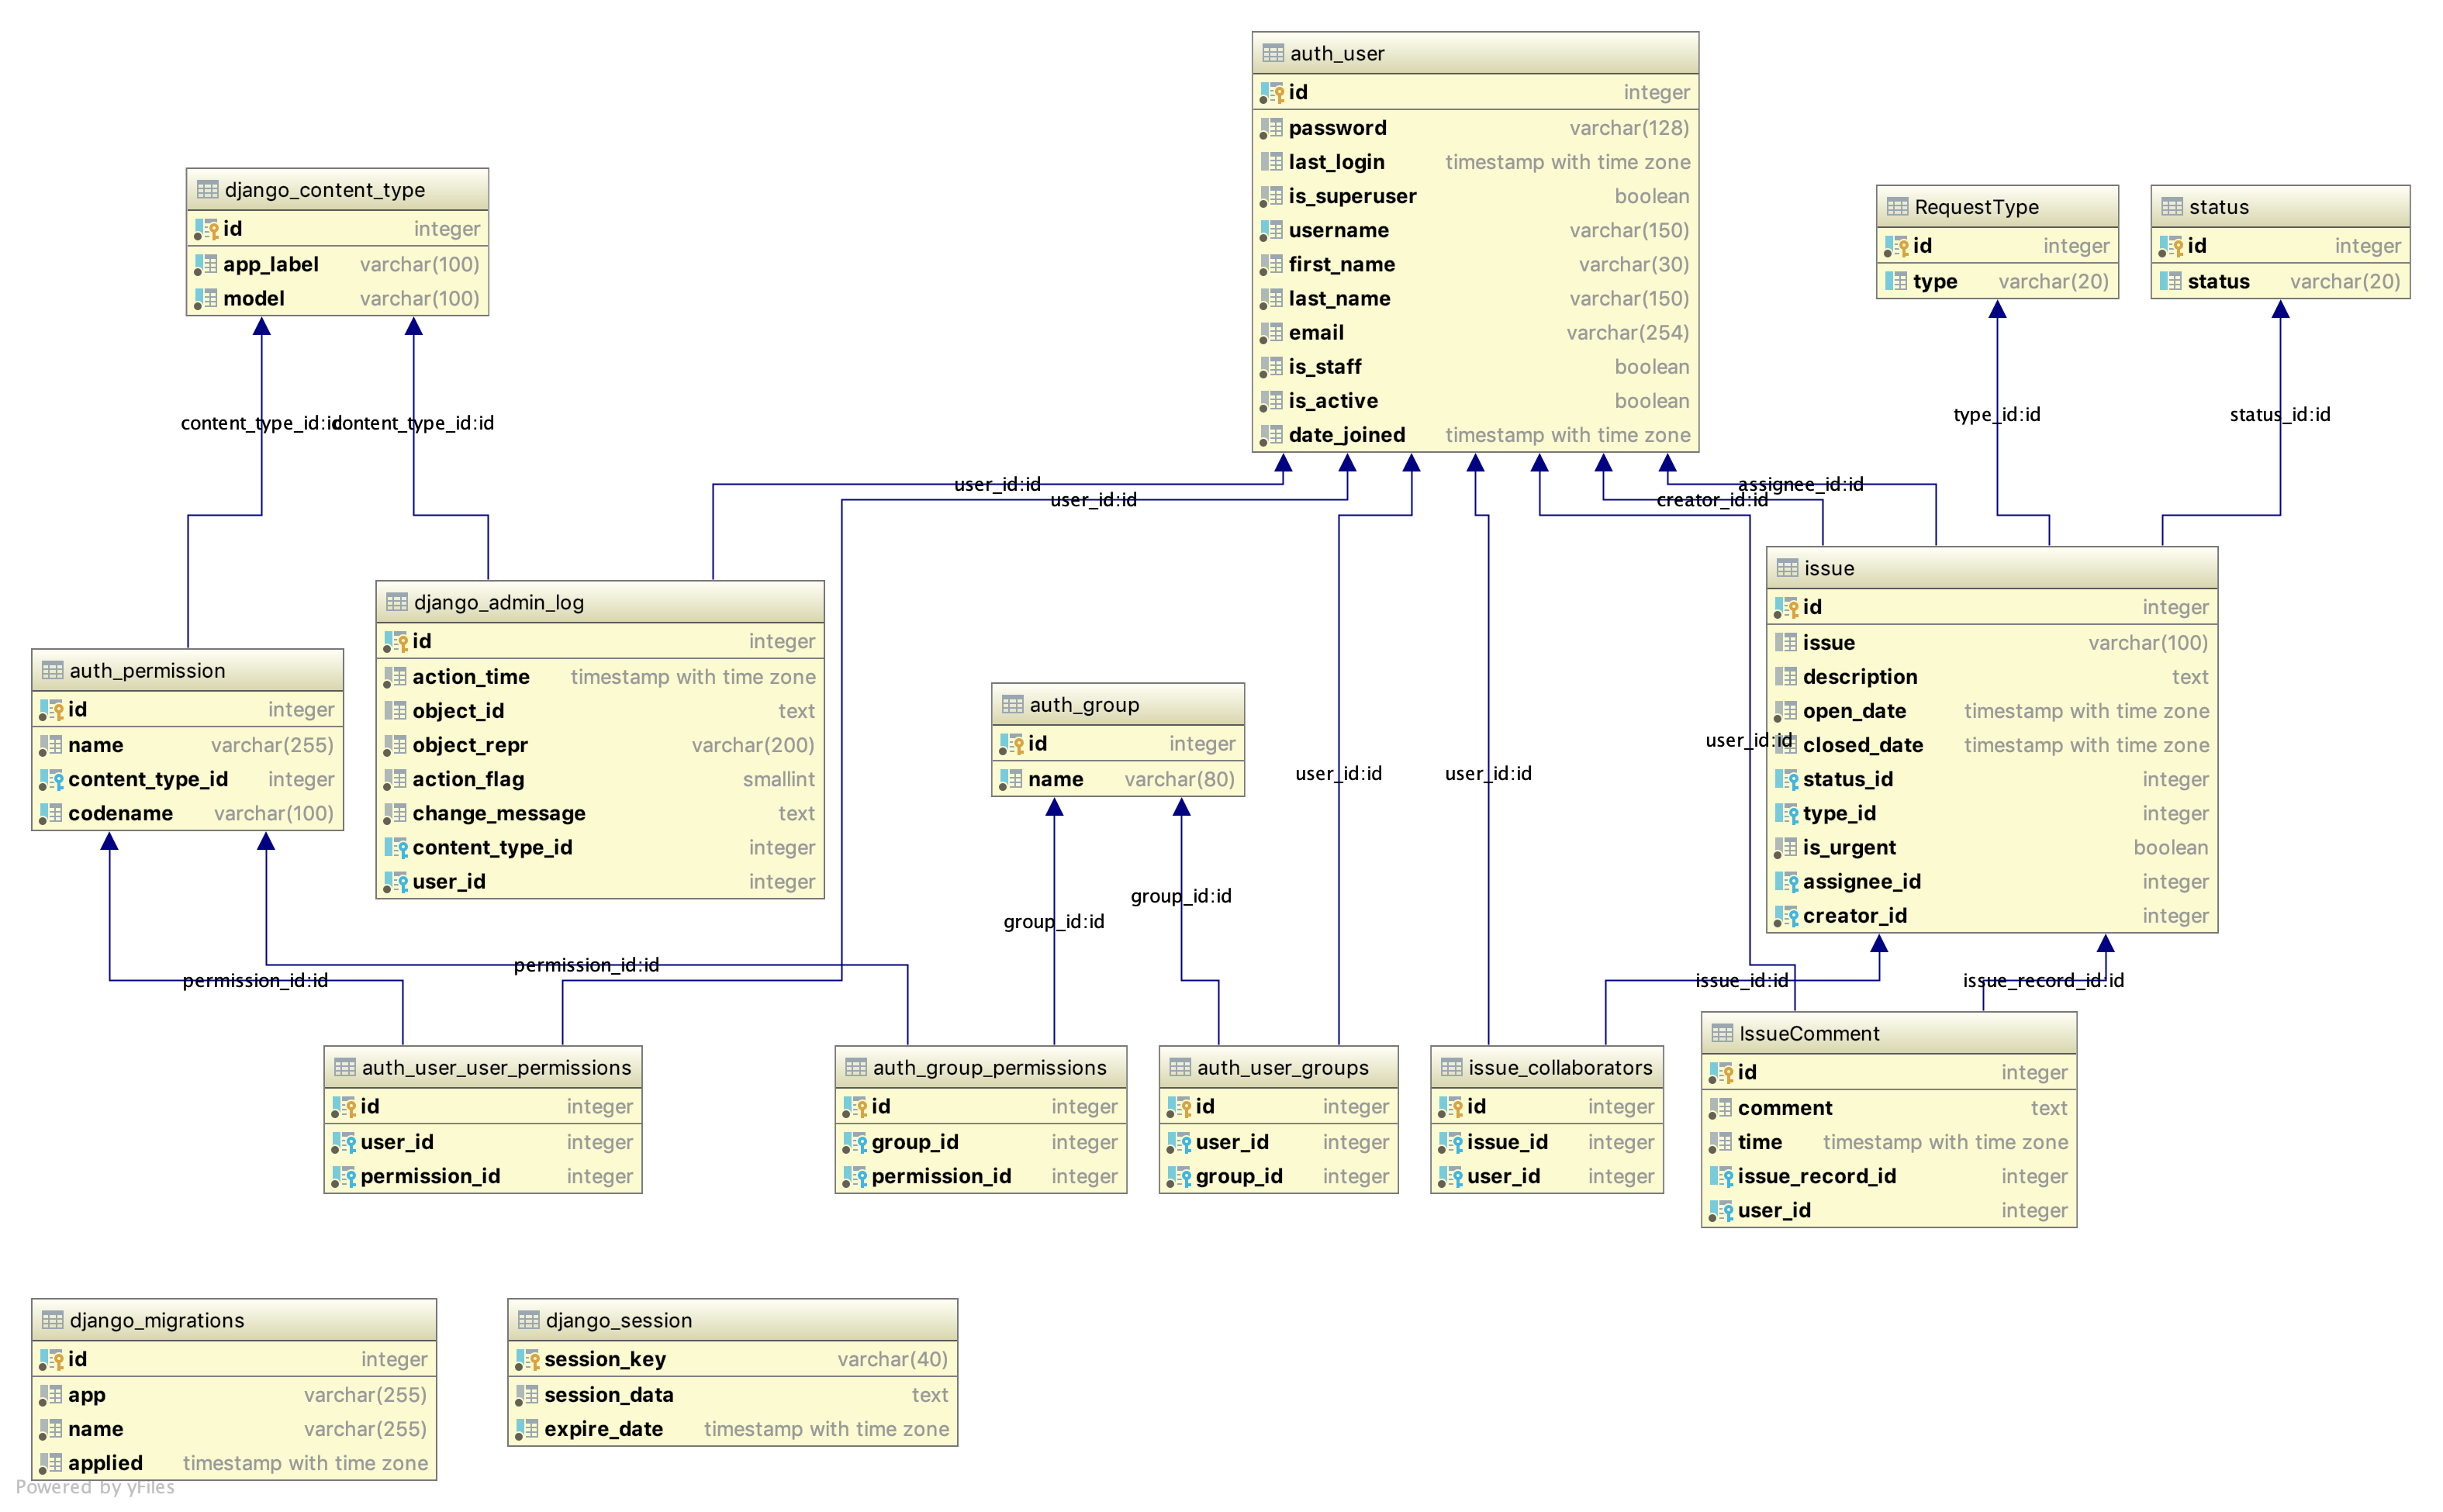 auth_user
id integer
password varchar(128)
last_login timestamp with time zone
is_superuser boolean
username varchar(150)
first_name varchar(30)
last_name varchar(150)
email varchar(254)
is_staff boolean
is_active boolean
date_joined timestamp with time zone
django_content_type
id integer
app_label varchar(100)
model varchar(100)
RequestType
id integer
type varchar(20)
status
id integer
status varchar(20)
content_type_id:id
content_type_id:id
type_id:id
status_id:id
user_id:id
user_id:id
assignee_id:id
creator_id:id
issue
id integer
issue varchar(100)
description text
open_date timestamp with time zone
closed_date timestamp with time zone
status_id integer
type_id integer
is_urgent boolean
assignee_id integer
creator_id integer
django_admin_log
id integer
action_time timestamp with time zone
object_id text
object_repr varchar(200)
action_flag smallint
change_message text
content_type_id integer
user_id integer
auth_permission
id integer
name varchar(255)
content_type_id integer
codename varchar(100)
auth_group
id integer
name varchar(80)
user_id:id
user_id:id
user_id:id
group_id:id
group_id:id
permission_id:id
permission_id:id
issue_id:id
issue_record_id:id
auth_user_user_permissions
id integer
user_id integer
permission_id integer
auth_group_permissions
id integer
group_id integer
permission_id integer
auth_user_groups
id integer
user_id integer
group_id integer
issue_collaborators
id integer
issue_id integer
user_id integer
IssueComment
id integer
comment text
time timestamp with time zone
issue_record_id integer
user_id integer
django_migrations
id integer
app varchar(255)
name varchar(255)
applied timestamp with time zone
django_session
session_key varchar(40)
session_data text
expire_date timestamp with time zone
Powered by yFiles